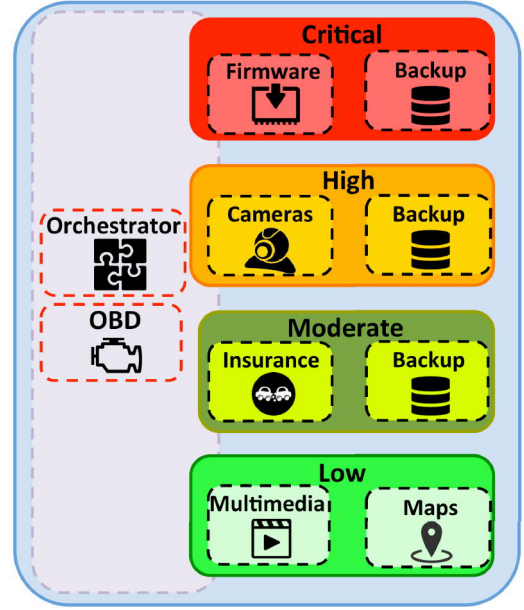 Critical
Firmware
Backup
High
Cameras
Backup
Orchestrator
OBD
Moderate
Insurance
Backup
Low
Multimedia
Maps